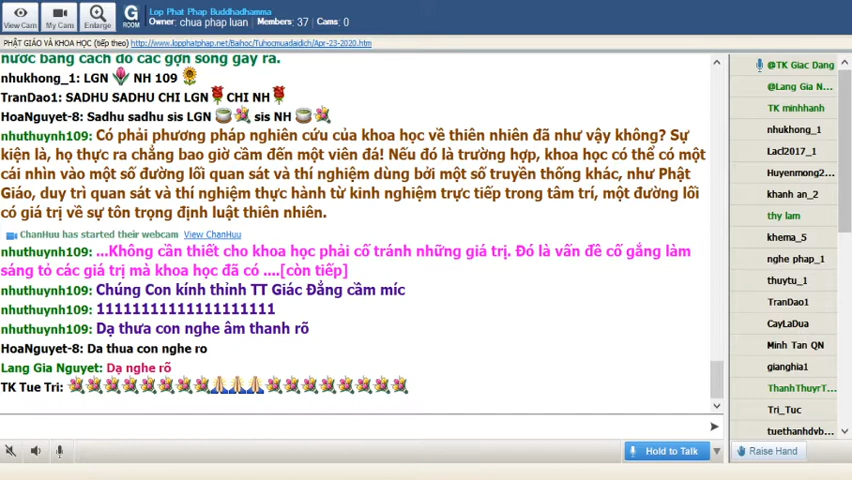 Lop Phat Phap Buddhadhamma
Owner: chua phap luan Members: 37 Cams: 0
View Cam
My Cam
Enlarge
G
ROOM
PHẬT GIÁO VÀ KHOA HỌC (tiếp theo) http://www.lopphatphap.net/Baihoc/Tuhocmuadaidich/Apr-23-2020.htm
nước bằng cách đo các gợn sóng gây ra.
nhukhong_1: LGN NH 109
TranDao1: SADHU SADHU CHI LGN CHI NH
HoaNguyet-8: Sadhu sadhu sis LGN sis NH
nhuthuynh109: Có phải phương pháp nghiên cứu của khoa học về thiên nhiên đã như vậy không? Sự
kiện là, họ thực ra chẳng bao giờ cầm đến một viên đá! Nếu đó là trường hợp, khoa học có thể có một
cái nhìn vào một số đường lối quan sát và thí nghiệm dùng bởi một số truyền thống khác, như Phật
Giáo, duy trì quan sát và thí nghiệm thực hành từ kinh nghiệm trực tiếp trong tâm trí, một đường lối
có giá trị về sự tôn trọng định luật thiên nhiên.
ChanHuu has started their webcam View ChanHuu
nhuthuynh109: ...Không cần thiết cho khoa học phải cố tránh những giá trị. Đó là vấn đề cố gắng làm
sáng tỏ các giá trị mà khoa học đã có ....[còn tiếp]
nhuthuynh109: Chúng Con kính thỉnh TT Giác Đẳng cầm míc
nhuthuynh109: 11111111111111111111
nhuthuynh109: Dạ thưa con nghe âm thanh rõ
HoaNguyet-8: Da thua con nghe ro
Lang Gia Nguyet: Dạ nghe rõ
TK Tue Tri:
@TK Giac Dang
@Lang Gia N...
TK minhhanh
nhukhong_1
Lacl2017_1
Huyenmong2...
khanh an_2
thy lam
khema_5
nghe phap_1
thuytu_1
TranDao1
CayLaDua
Minh Tan QN
gianghia1
ThanhThuyrT...
Tri_Tuc
tuethanhdvb...
Hold to Talk
Raise Hand